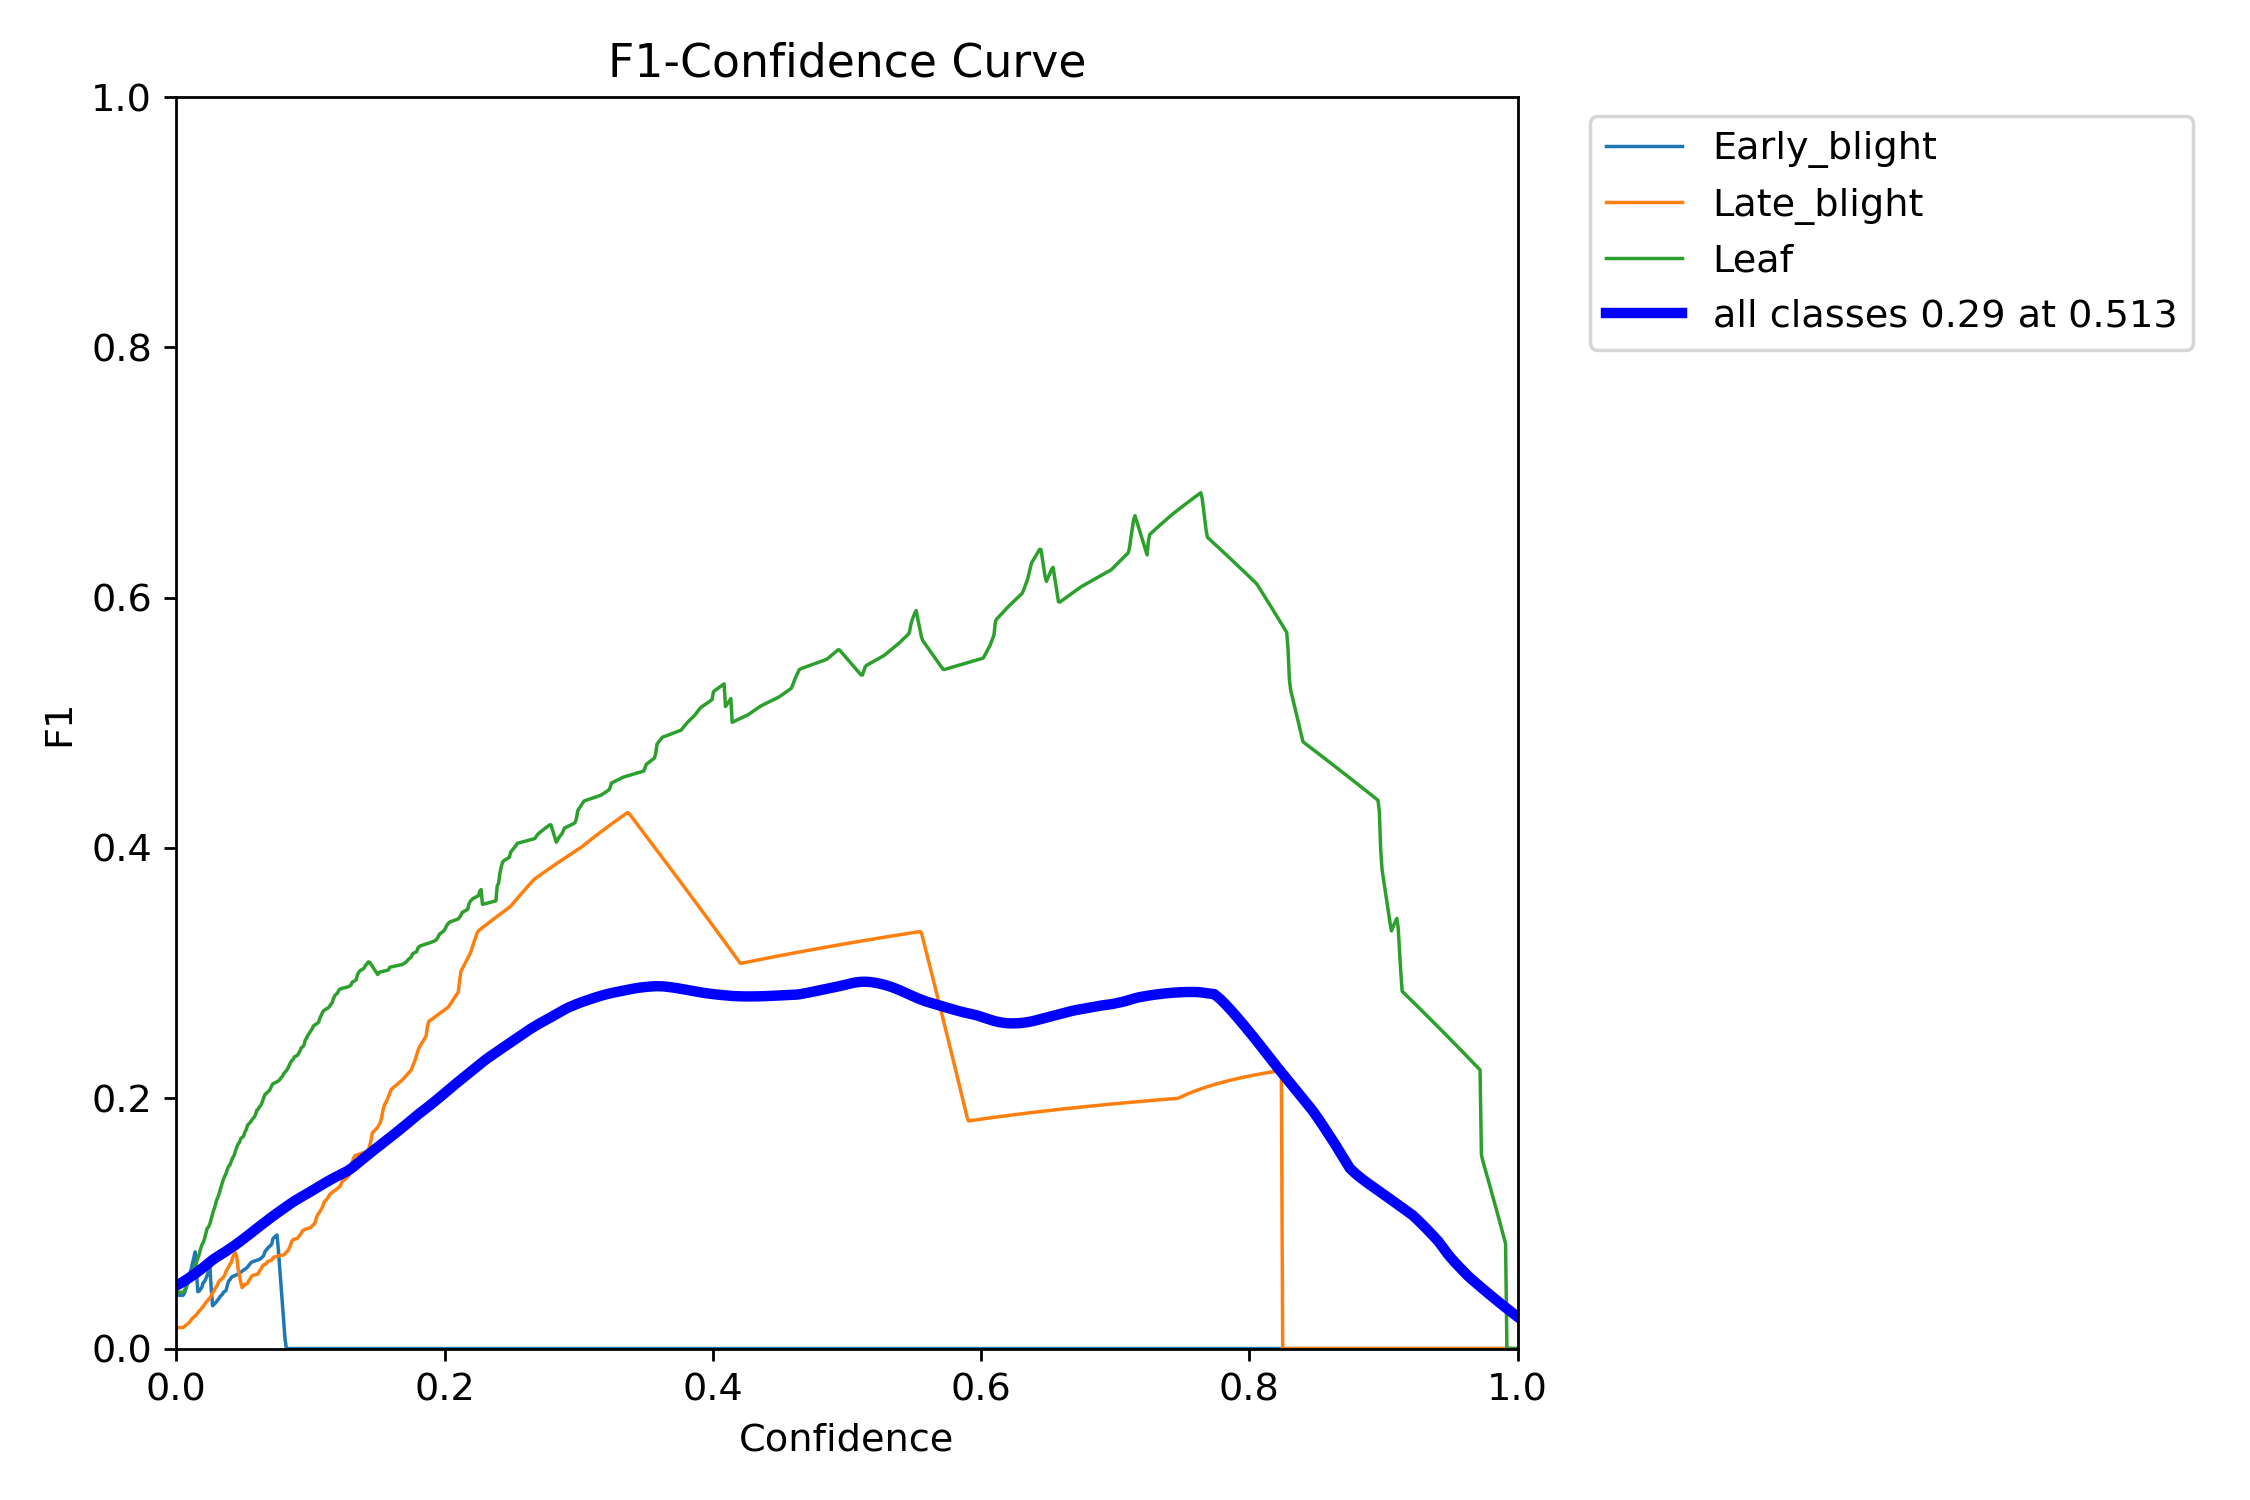 F1-Confidence Curve
1.0
0.8
0.6
0.4
0.2
0.0
F1
0.0 0.2 0.4 0.6 0.8 1.0
Confidence
Early_blight
Late_blight
Leaf
all classes 0.29 at 0.513